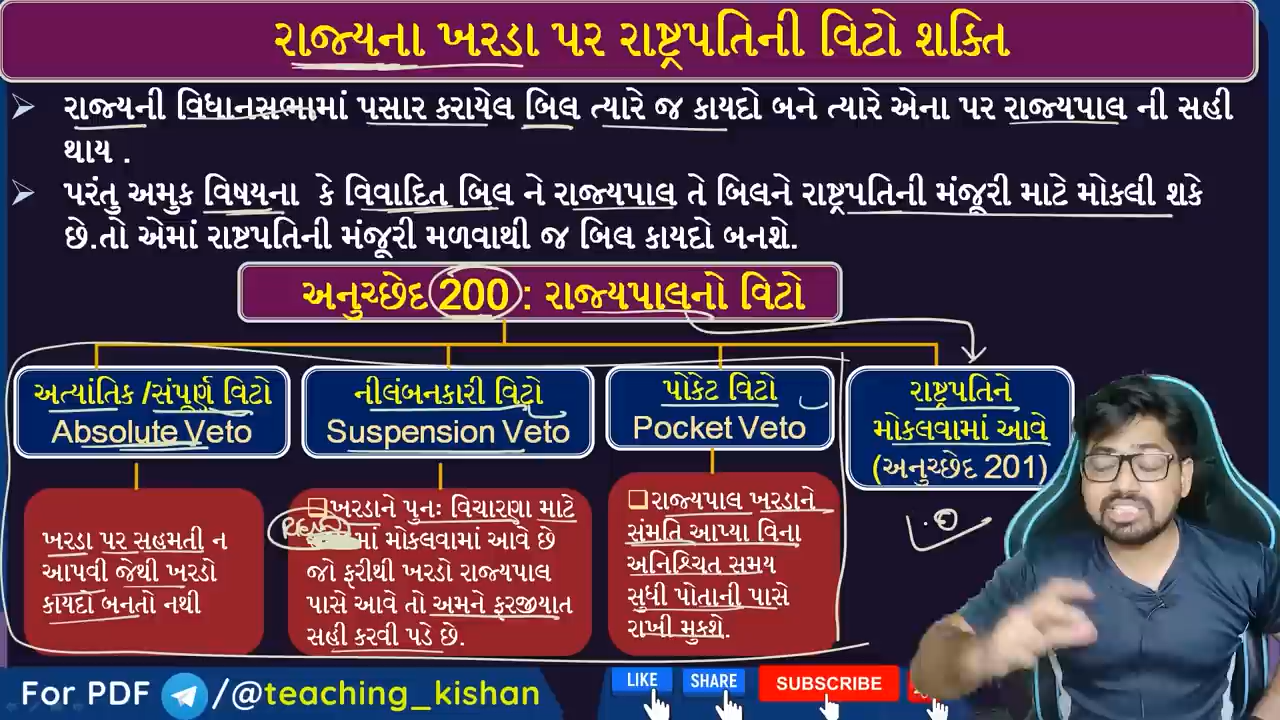 રાજ્યના ખરડા પર રાષ્ટ્રપતિની વિટો શક્તિ
રાજ્યની વિધાનસભામાં પસાર કરાયેલ બિલ ત્યારે જ કાયદો બને ત્યારે એના પર રાજ્યપાલ ની સહી
થાય .
પરંતુ અમુક વિષયના કે વિવાદિત બિલ ને રાજ્યપાલ તે બિલને રાષ્ટ્રપતિની મંજૂરી માટે મોકલી શકે
છે.તો એમાં રાષ્ટપતિની મંજૂરી મળવાથી જ બિલ કાયદો બનશે.
અનુચ્છેદ 200 : રાજ્યપાલનો વિટો
અત્યાંતિક /સંપૂર્ણ વિટો
Absolute Veto
ખરડા પર સહમતી ન
આપવી જેથી ખરડો
કાયદો બનતો નથી
નીલંબનકારી વિટો
Suspension Veto
ખરડાને પુનઃ વિચારણા માટે
માં મોકલવામાં આવે છે
જો ફરીથી ખરડો રાજ્યપાલ
પાસે આવે તો અમને ફરજીયાત
સહી કરવી પડે છે.
પોકેટ વિટો
Pocket Veto
રાજ્યપાલ ખરડાને
સંમતિ આપ્યા વિના
અનિશ્ચિત સમય
સુધી પોતાની પાસે
રાખી મુકશે.
રાષ્ટ્રપતિને
મોકલવામાં આવે
(અનુચ્છેદ 201)
For PDF /@teaching_kishan
LIKE
SHARE
SUBSCRIBE